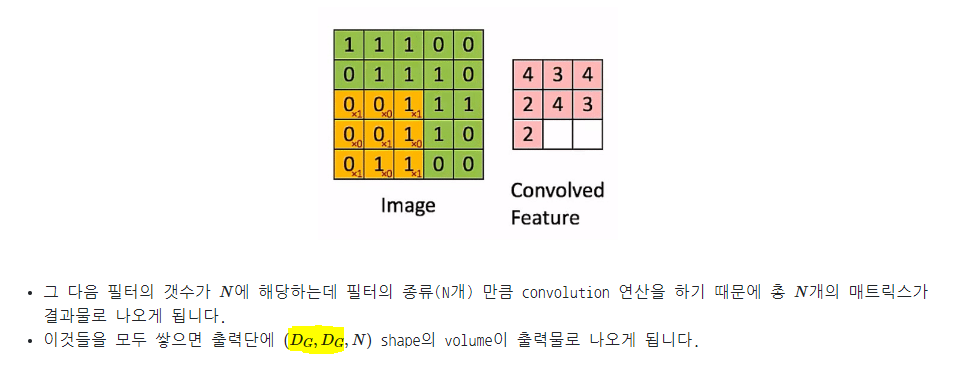 1 1 1 0 0
0 1 1 1 0
4 3 4
0×1 0×0 1×1 1 1
2 4 3
0×0 0×1 1×0 1 0
2
0×1 1×0 1×1 0 0
Image
Convolved
Feature
• 그 다음 필터의 갯수가 N에 해당하는데 필터의 종류(N개) 만큼 convolution 연산을 하기 때문에 총 N개의 매트릭스가
결과물로 나오게 됩니다.
• 이것들을 모두 쌓으면 출력단에 (D_G, D_G, N) shape의 volume이 출력물로 나오게 됩니다.